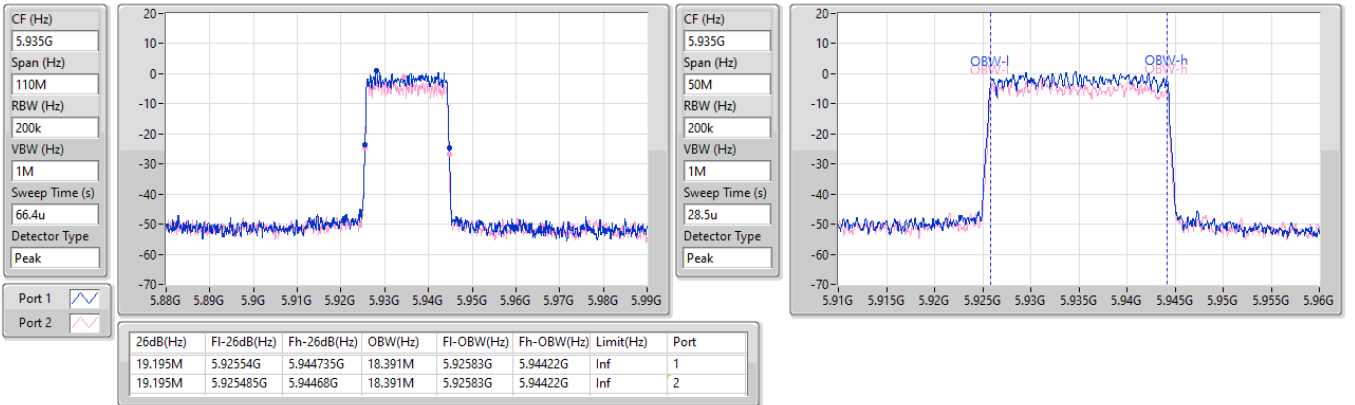 CF (Hz)
5.935G
Span (Hz)
110M
RBW (Hz)
200k
VBW (Hz)
1M
Sweep Time (s)
66.4u
Detector Type
Peak
Port 1
Port 2
20
10
0
-10
-20
-30
-40
-50
-60
-70
5.88G 5.89G 5.9G 5.91G 5.92G 5.93G 5.94G 5.95G 5.96G 5.97G 5.98G 5.99G
CF (Hz)
5.935G
Span (Hz)
50M
RBW (Hz)
200k
VBW (Hz)
1M
Sweep Time (s)
28.5u
Detector Type
Peak
20
10
0
-10
-20
-30
-40
-50
-60
-70
OBW-l OBW-h
OBW-l OBW-h
5.91G 5.915G 5.92G 5.925G 5.93G 5.935G 5.94G 5.945G 5.95G 5.955G 5.96G
26dB(Hz) Fl-26dB(Hz) Fh-26dB(Hz) OBW(Hz) Fl-OBW(Hz) Fh-OBW(Hz) Limit(Hz) Port
19.195M 5.92554G 5.944735G 18.391M 5.92583G 5.94422G Inf 1
19.195M 5.925485G 5.94468G 18.391M 5.92583G 5.94422G Inf 2